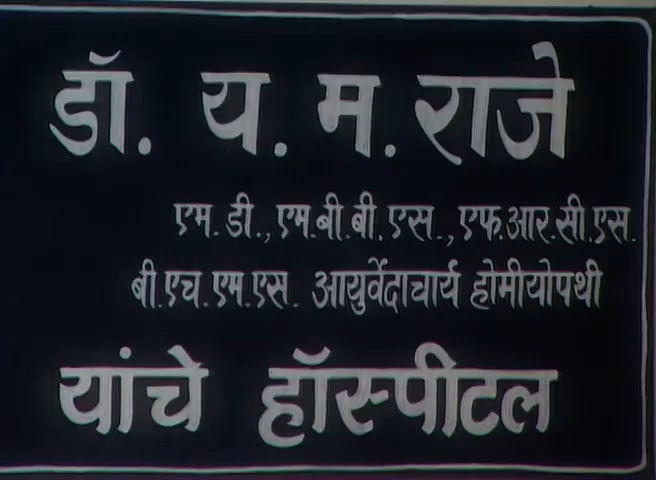 डॉ. य. म. राजे
एम. डी., एम.बी.बी. एस., एफ.आर.सी.एस.
बी.एच.एम.एस. आयुर्वेदाचार्य होमीयोपथी
यांचे हॉस्पीटल